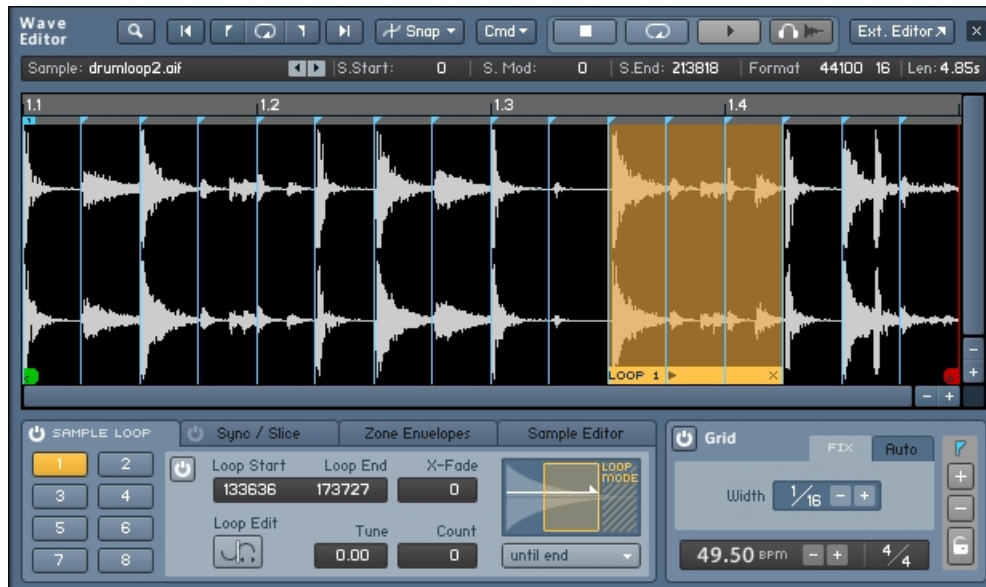 Wave Editor
Snap Cmd Ext. Editor ×
Sample: drumloop2.aif S.Start: 0 S. Mod: 0 S.End: 213818 Format 44100 16 Len: 4.85s
1.1 1.2 1.3 1.4
1
LOOP 1 ×
- +
- +
SAMPLE LOOP Sync / Slice Zone Envelopes Sample Editor
1 2
3 4
5 6
7 8
Loop Start Loop End X-Fade
133636 173727 0
Loop Edit Tune Count
0.00 0
LOOP MODE
until end
Grid FIX Auto
Width 1/16 - +
49.50 BPM - + 4/4
+
-